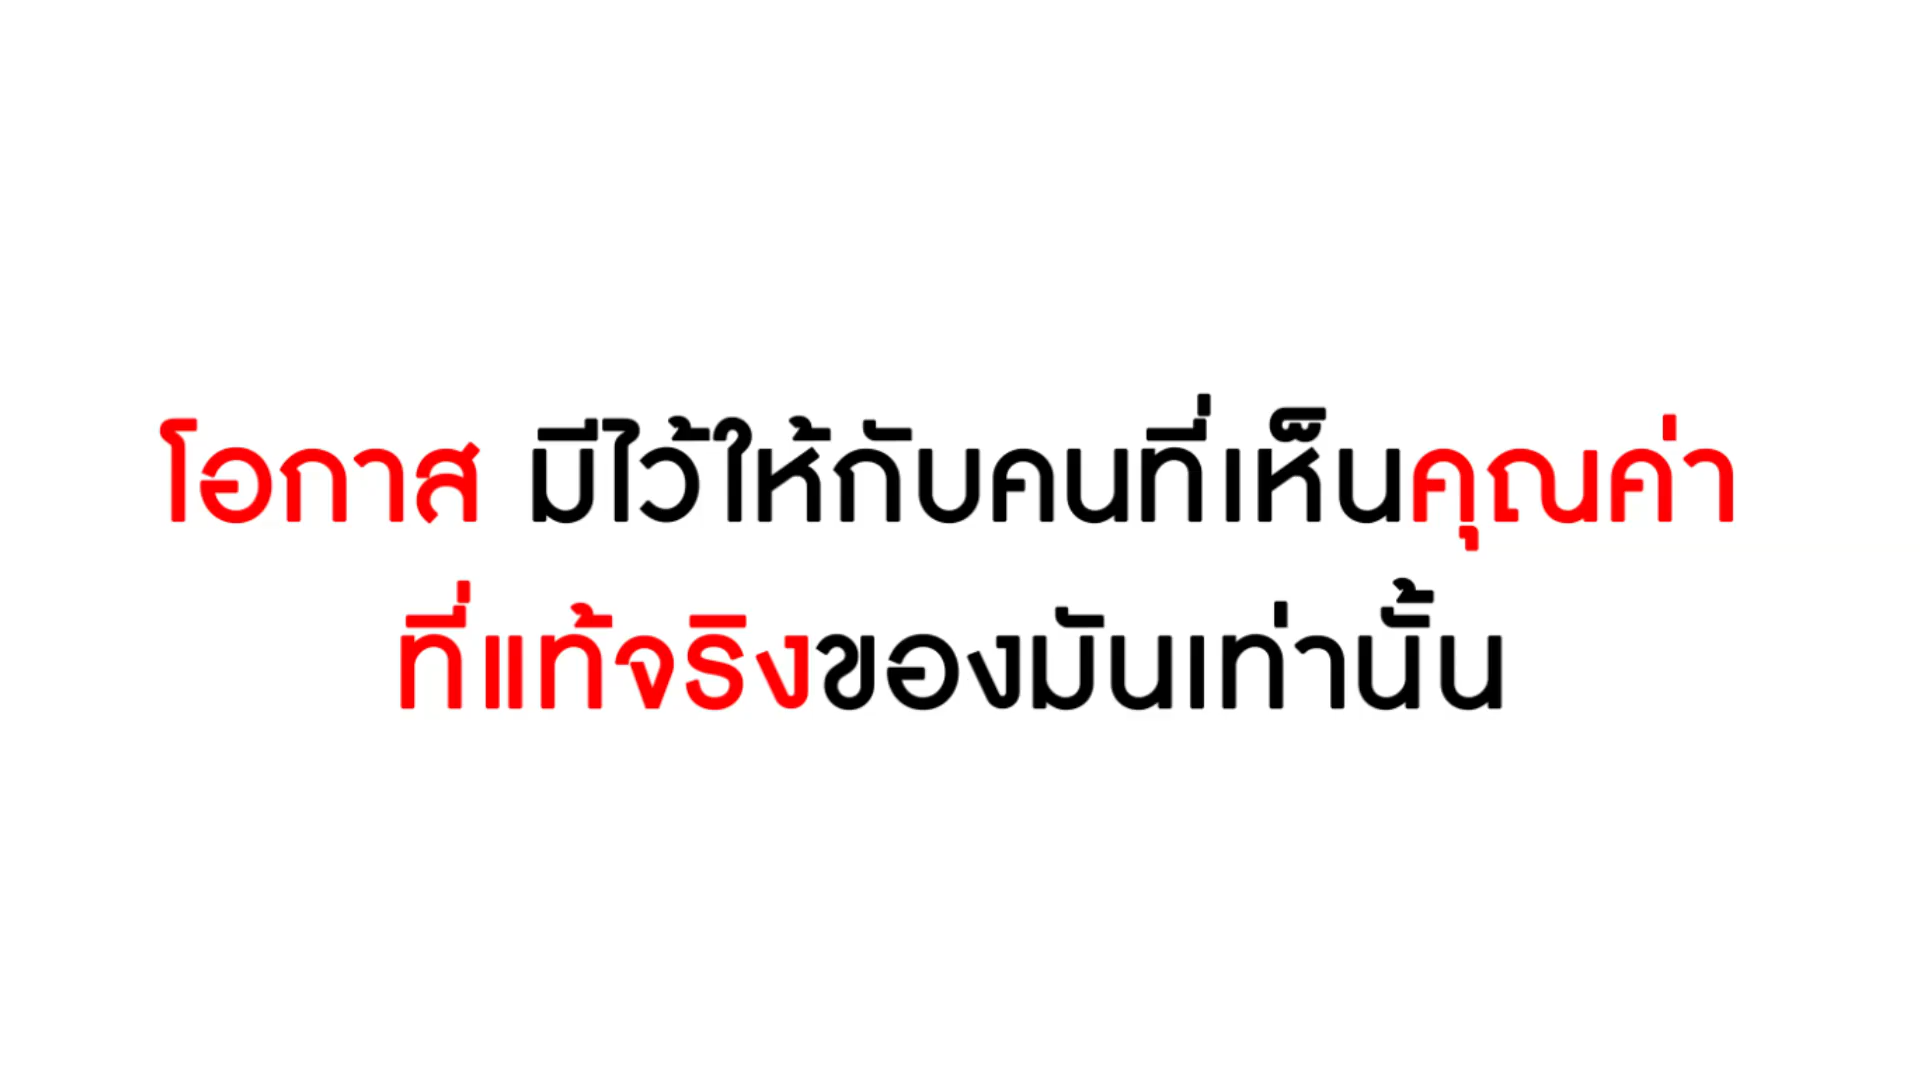 โอกาส มีไว้ให้กับคนที่เห็นคุณค่า
ที่แท้จริงของมันเท่านั้น